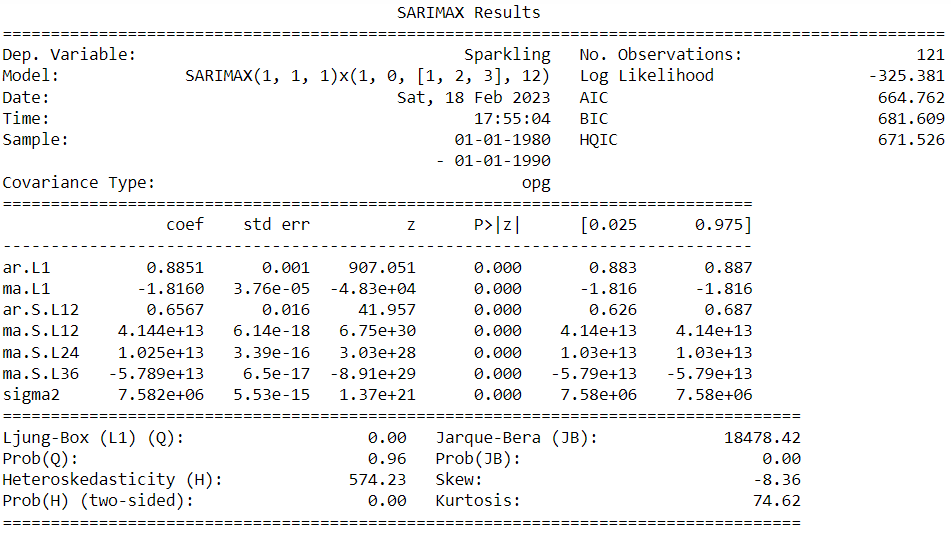 SARIMAX Results
==============================================================================================
Dep. Variable:                          Sparkling   No. Observations:                  121
Model:             SARIMAX(1, 1, 1)x(1, 0, [1, 2, 3], 12)   Log Likelihood                -325.381
Date:                            Sat, 18 Feb 2023   AIC                            664.762
Time:                                    17:55:04   BIC                            681.609
Sample:                                01-01-1980   HQIC                           671.526
                                     - 01-01-1990
Covariance Type:                              opg
==============================================================================
                 coef    std err          z      P>|z|      [0.025      0.975]
------------------------------------------------------------------------------
ar.L1          0.8851      0.001    907.051      0.000       0.883       0.887
ma.L1         -1.8160   3.76e-05  -4.83e+04      0.000      -1.816      -1.816
ar.S.L12       0.6567      0.016     41.957      0.000       0.626       0.687
ma.S.L12    4.144e+13   6.14e-18   6.75e+30      0.000    4.14e+13    4.14e+13
ma.S.L24    1.025e+13   3.39e-16   3.03e+28      0.000    1.03e+13    1.03e+13
ma.S.L36   -5.789e+13    6.5e-17  -8.91e+29      0.000   -5.79e+13   -5.79e+13
sigma2      7.582e+06   5.53e-15   1.37e+21      0.000    7.58e+06    7.58e+06
===================================================================================
Ljung-Box (L1) (Q):                   0.00   Jarque-Bera (JB):             18478.42
Prob(Q):                              0.96   Prob(JB):                         0.00
Heteroskedasticity (H):             574.23   Skew:                            -8.36
Prob(H) (two-sided):                  0.00   Kurtosis:                        74.62
===================================================================================